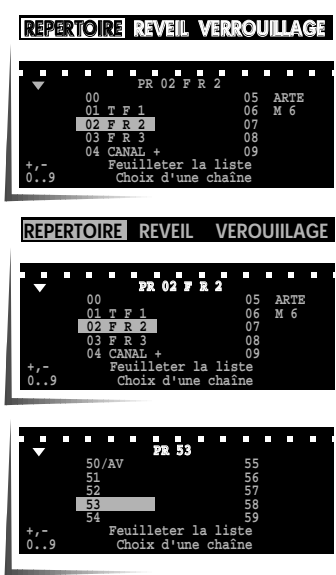 REPERTOIRE REVEIL VERROUILLAGE
PR 02 F R 2
00 05 ARTE
01 T F 1 06 M 6
02 F R 2 07
03 F R 3 08
04 CANAL + 09
+,- Feuilleter la liste
0..9 Choix d'une chaîne
REPERTOIRE REVEIL VEROUIILAGE
PR 02 F R 2
00 05 ARTE
01 T F 1 06 M 6
02 F R 2 07
03 F R 3 08
04 CANAL + 09
+,- Feuilleter la liste
0..9 Choix d'une chaîne
PR 53
50/AV 55
51 56
52 57
53 58
54 59
+,- Feuilleter la liste
0..9 Choix d'une chaîne